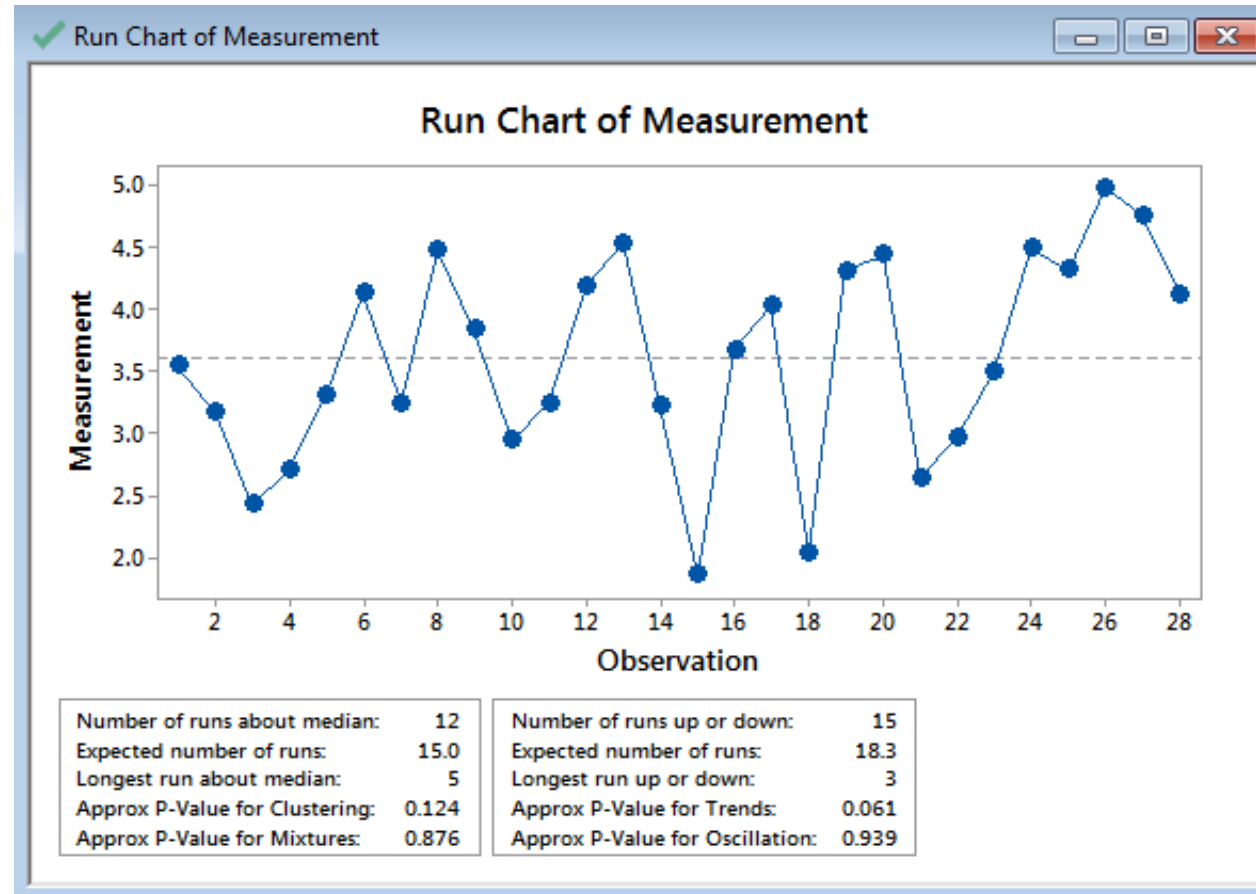 Run Chart of Measurement
Run Chart of Measurement
Measurement
5.0
4.5
4.0
3.5
3.0
2.5
2.0
2 4 6 8 10 12 14 16 18 20 22 24 26 28
Observation
Number of runs about median: 12
Expected number of runs: 15.0
Longest run about median: 5
Approx P-Value for Clustering: 0.124
Approx P-Value for Mixtures: 0.876
Number of runs up or down: 15
Expected number of runs: 18.3
Longest run up or down: 3
Approx P-Value for Trends: 0.061
Approx P-Value for Oscillation: 0.939